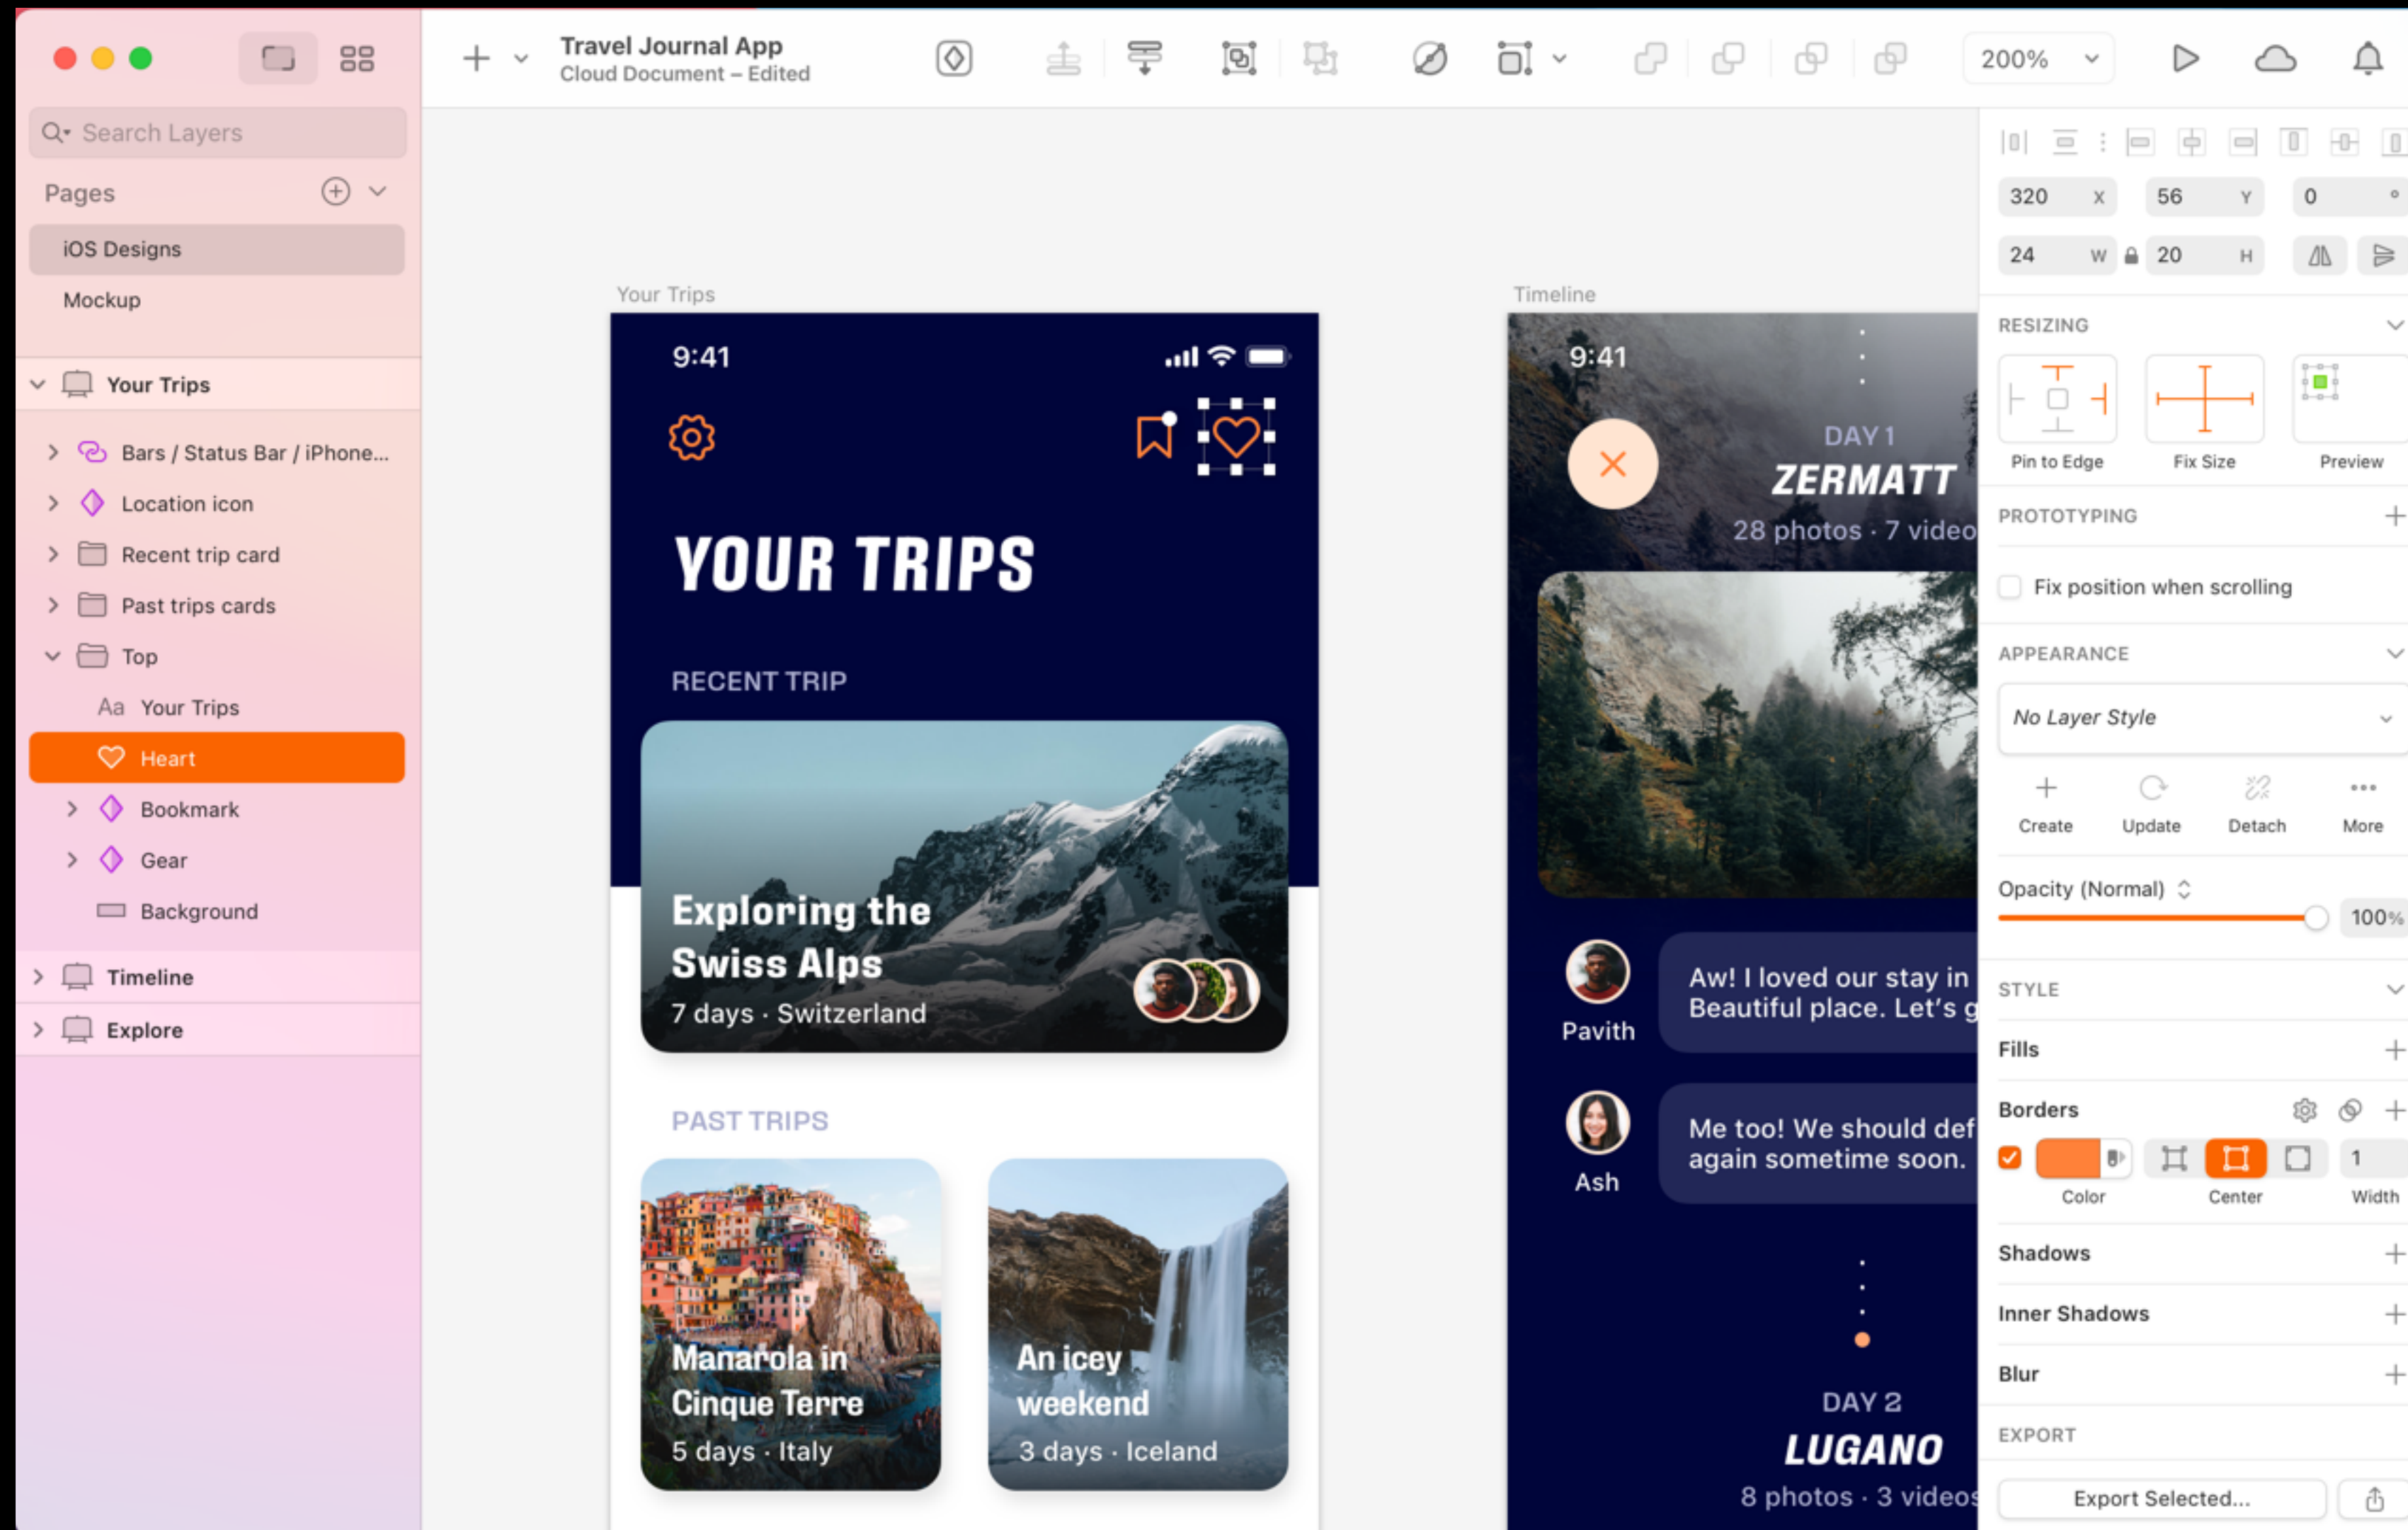 Travel Journal App
Cloud Document – Edited
200%
Search Layers
Pages
iOS Designs
Mockup
Your Trips
Bars / Status Bar / iPhone...
Location icon
Recent trip card
Past trips cards
Top
Aa Your Trips
Heart
Bookmark
Gear
Background
Timeline
Explore
Your Trips
9:41
YOUR TRIPS
RECENT TRIP
Exploring the
Swiss Alps
7 days · Switzerland
PAST TRIPS
Manarola in
Cinque Terre
5 days · Italy
An icey
weekend
3 days · Iceland
Timeline
9:41
DAY 1
ZERMATT
28 photos · 7 video
Aw! I loved our stay in
Beautiful place. Let’s g
Pavith
Me too! We should def
again sometime soon.
Ash
DAY 2
LUGANO
8 photos · 3 videos
320 X 56 Y 0 °
24 W 20 H
RESIZING
Pin to Edge Fix Size Preview
PROTOTYPING
Fix position when scrolling
APPEARANCE
No Layer Style
Create Update Detach More
Opacity (Normal)
100%
STYLE
Fills
Borders
1
Color Center Width
Shadows
Inner Shadows
Blur
EXPORT
Export Selected...